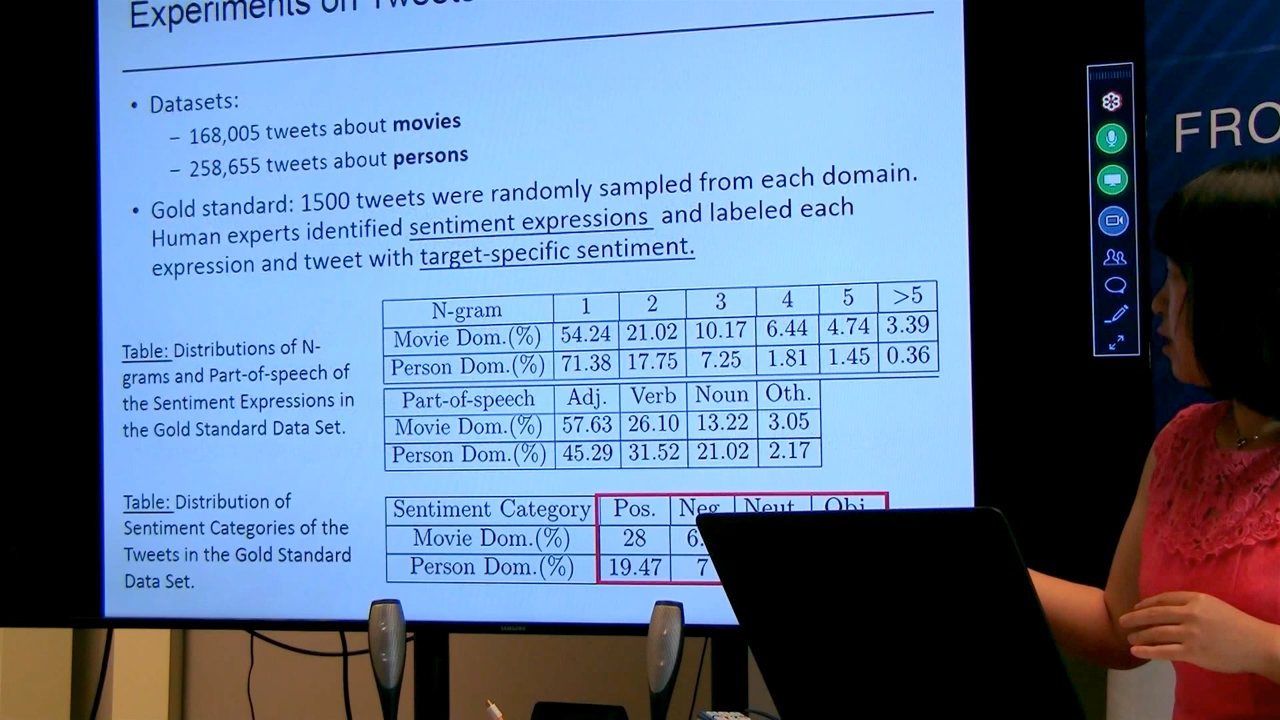 Experiments on Tweets
• Datasets:
– 168,005 tweets about movies
– 258,655 tweets about persons
• Gold standard: 1500 tweets were randomly sampled from each domain.
Human experts identified sentiment expressions and labeled each
expression and tweet with target-specific sentiment.
Table: Distributions of N-
grams and Part-of-speech of
the Sentiment Expressions in
the Gold Standard Data Set.
N-gram 1 2 3 4 5 >5
Movie Dom.(%) 54.24 21.02 10.17 6.44 4.74 3.39
Person Dom.(%) 71.38 17.75 7.25 1.81 1.45 0.36
Part-of-speech Adj. Verb Noun Oth.
Movie Dom.(%) 57.63 26.10 13.22 3.05
Person Dom.(%) 45.29 31.52 21.02 2.17
Table: Distribution of
Sentiment Categories of the
Tweets in the Gold Standard
Data Set.
Sentiment Category Pos. Neg. Neut. Obj.
Movie Dom.(%) 28 6.
Person Dom.(%) 19.47 7
FRO
SAMSUNG